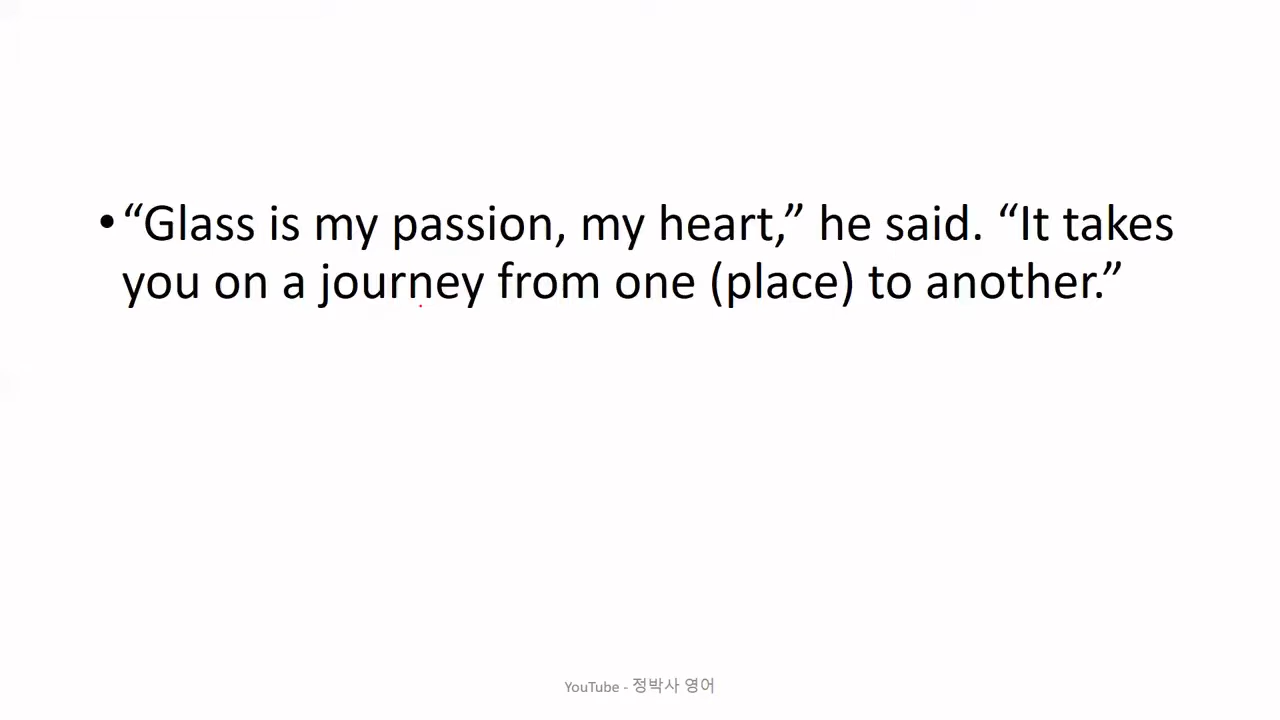 •“Glass is my passion, my heart,” he said. “It takes
you on a journey from one (place) to another.”
YouTube - 정박사 영어